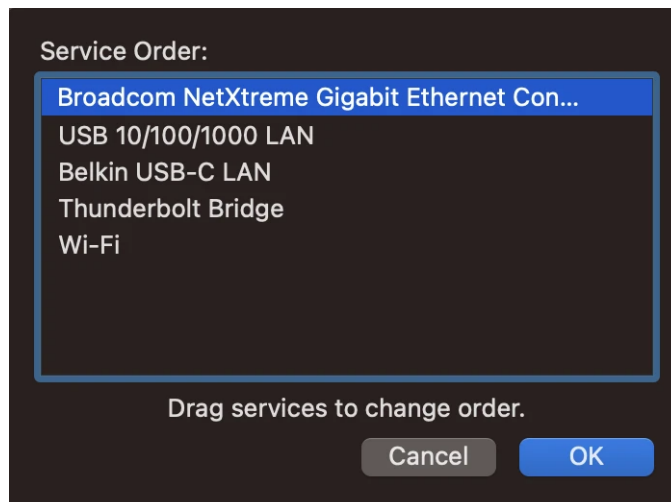 Service Order:
Broadcom NetXtreme Gigabit Ethernet Con...
USB 10/100/1000 LAN
Belkin USB-C LAN
Thunderbolt Bridge
Wi-Fi
Drag services to change order.
Cancel OK